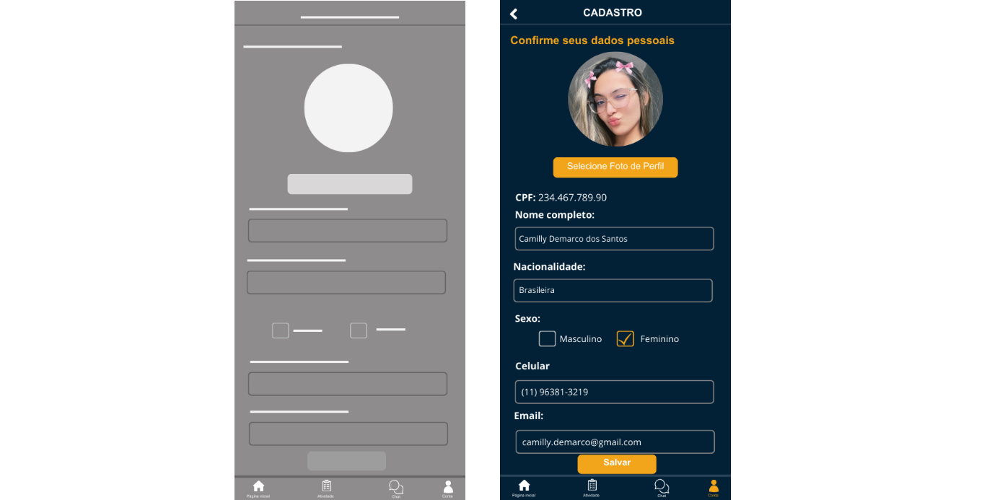 CADASTRO
Confirme seus dados pessoais
Selecione Foto de Perfil
CPF: 234.467.789.90
Nome completo:
Camilly Demarco dos Santos
Nacionalidade:
Brasileira
Sexo:
Masculino Feminino
Celular
(11) 96381-3219
Email:
camilly.demarco@gmail.com
Salvar
Página inicial Atividade Chat Conta
Página inicial Atividade Chat Conta